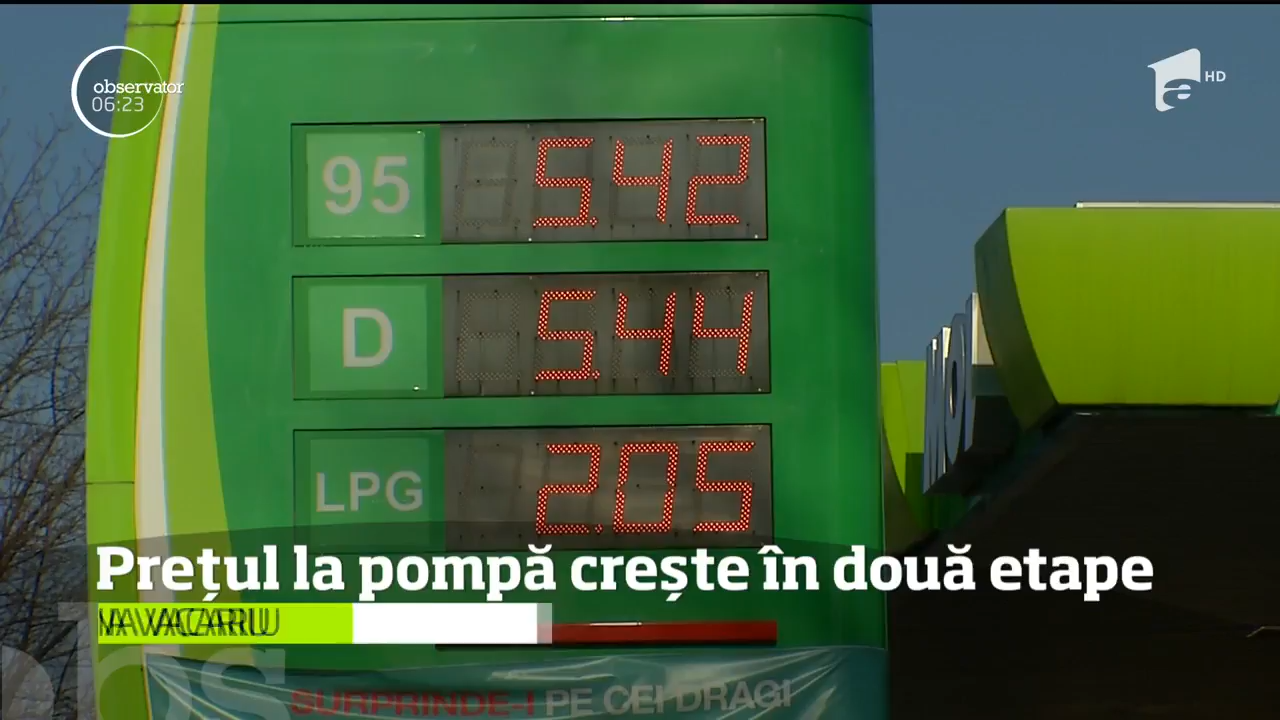 observator
06:23
HD
95 5.42
D 5.44
LPG 2.05
Prețul la pompă crește în două etape
SURPRINDE-I PE CEI DRAGI